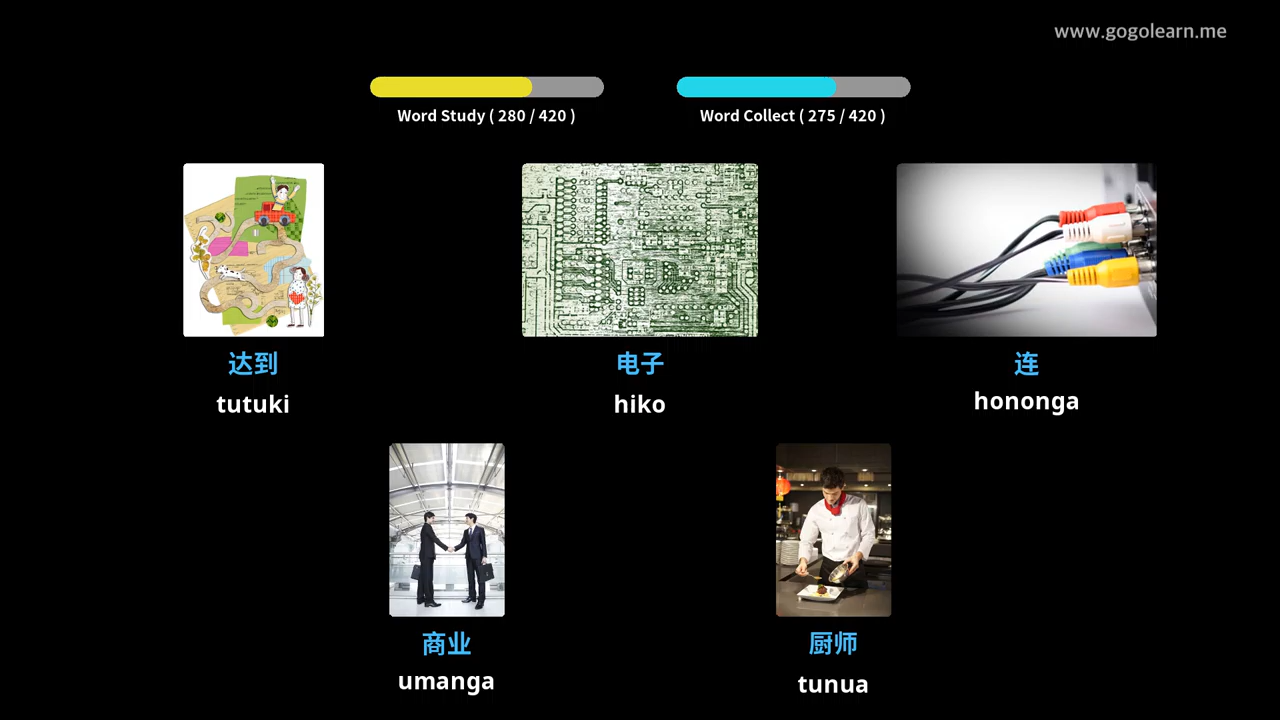 www.gogolearn.me
Word Study ( 280 / 420 )
Word Collect ( 275 / 420 )
达到
tutuki
电子
hiko
连
hononga
商业
umanga
厨师
tunua